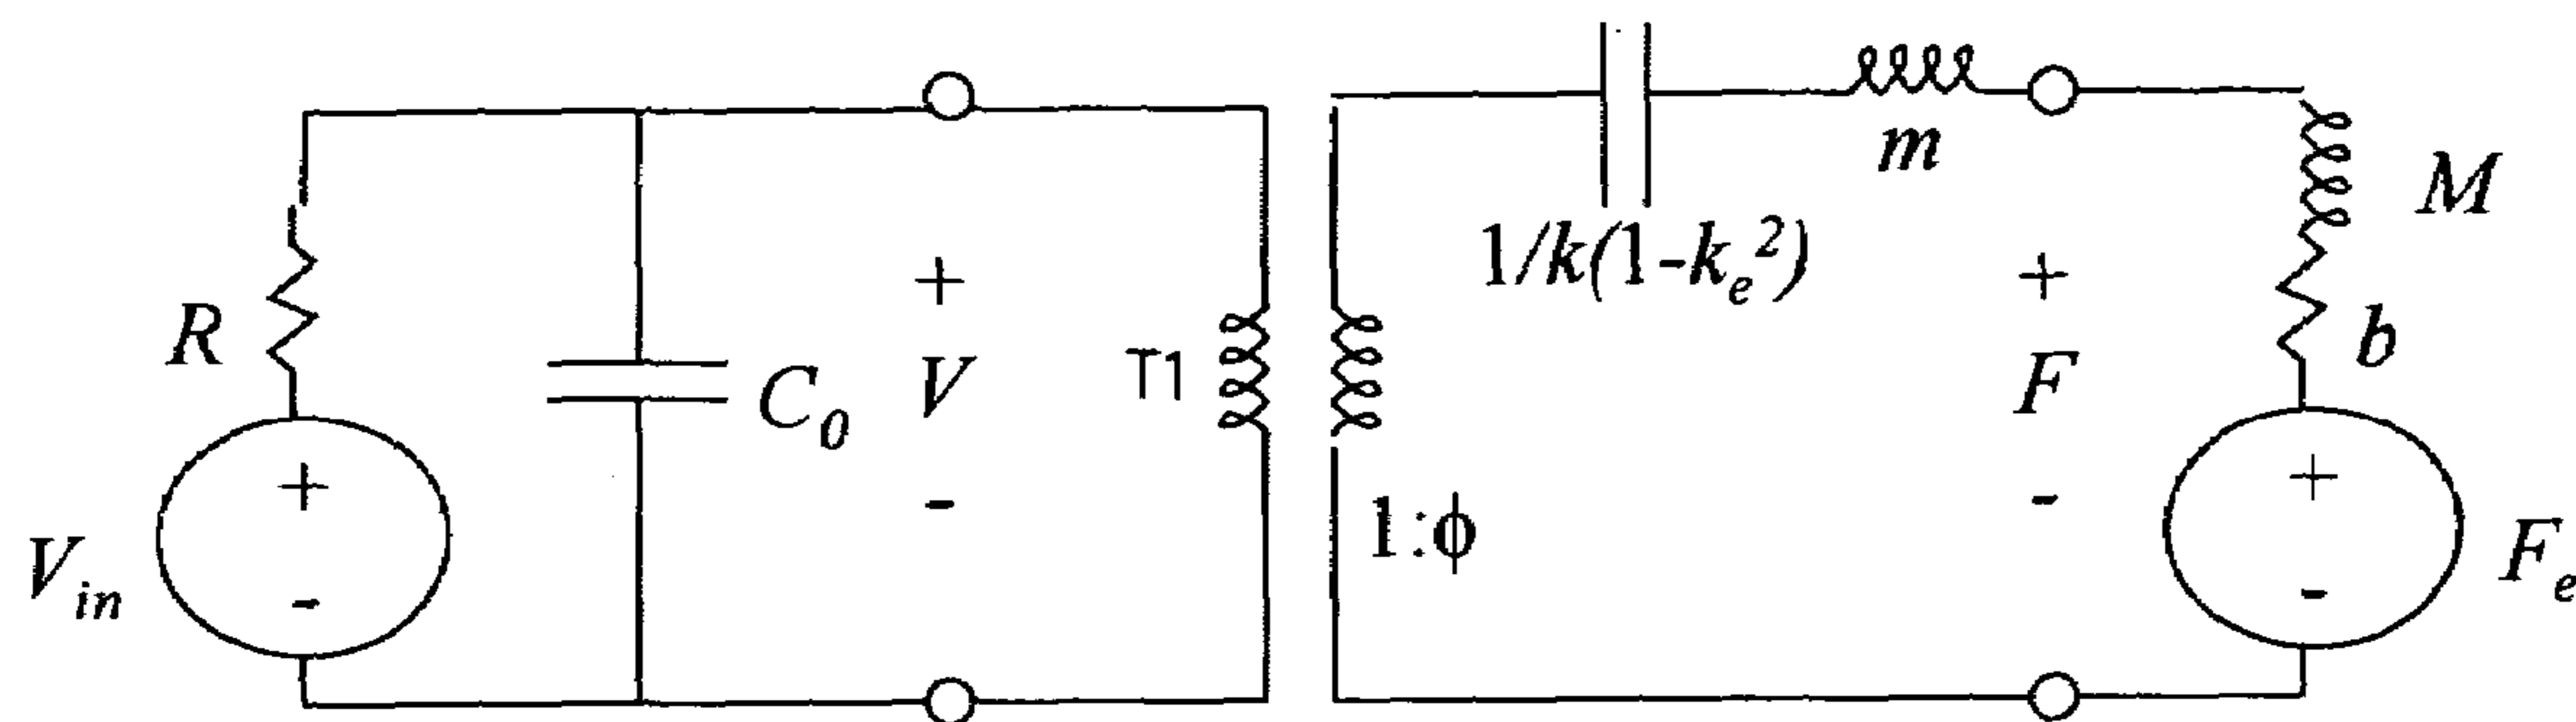 R
V_in
+
-
C_0
+
V
-
T1
1:ϕ
1/k(1-k_e^2)
m
+
F
-
M
b
+
-
F_e